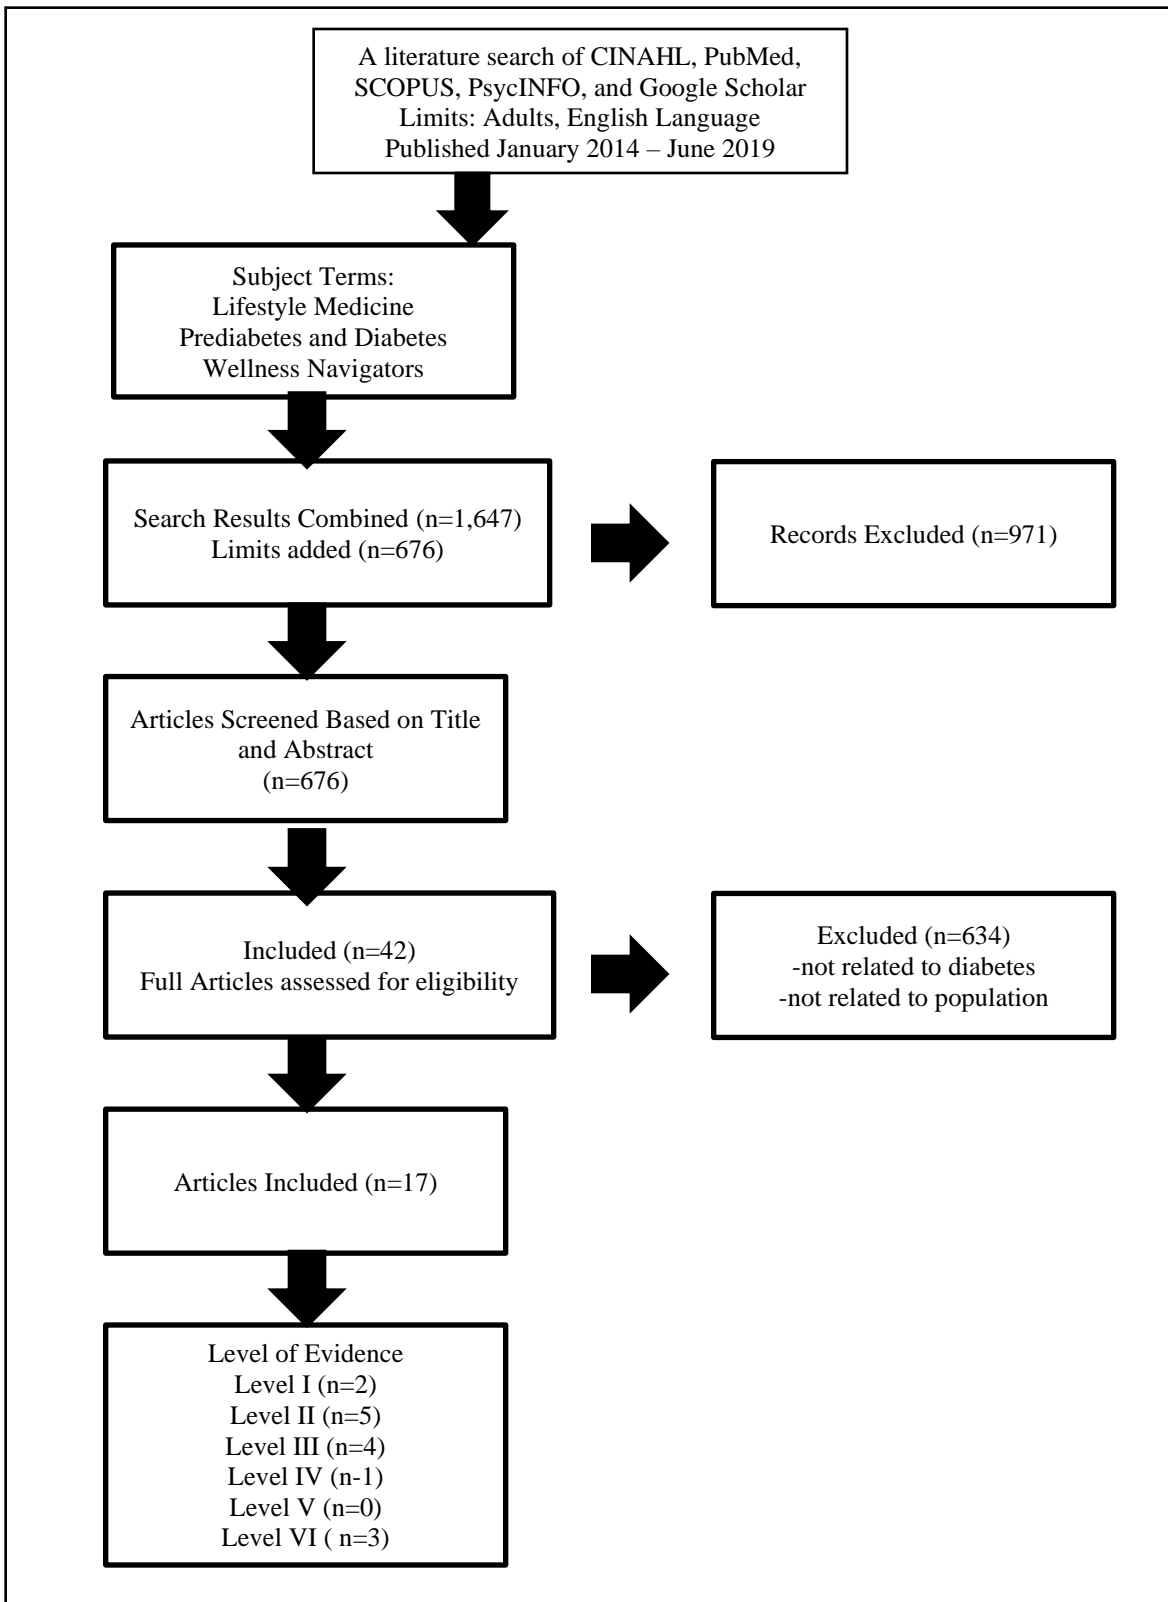 A literature search of CINAHL, PubMed,
SCOPUS, PsycINFO, and Google Scholar
Limits: Adults, English Language
Published January 2014 – June 2019
Subject Terms:
Lifestyle Medicine
Prediabetes and Diabetes
Wellness Navigators
Search Results Combined (n=1,647)
Limits added (n=676)
Records Excluded (n=971)
Articles Screened Based on Title
and Abstract
(n=676)
Included (n=42)
Full Articles assessed for eligibility
Excluded (n=634)
-not related to diabetes
-not related to population
Articles Included (n=17)
Level of Evidence
Level I (n=2)
Level II (n=5)
Level III (n=4)
Level IV (n-1)
Level V (n=0)
Level VI ( n=3)